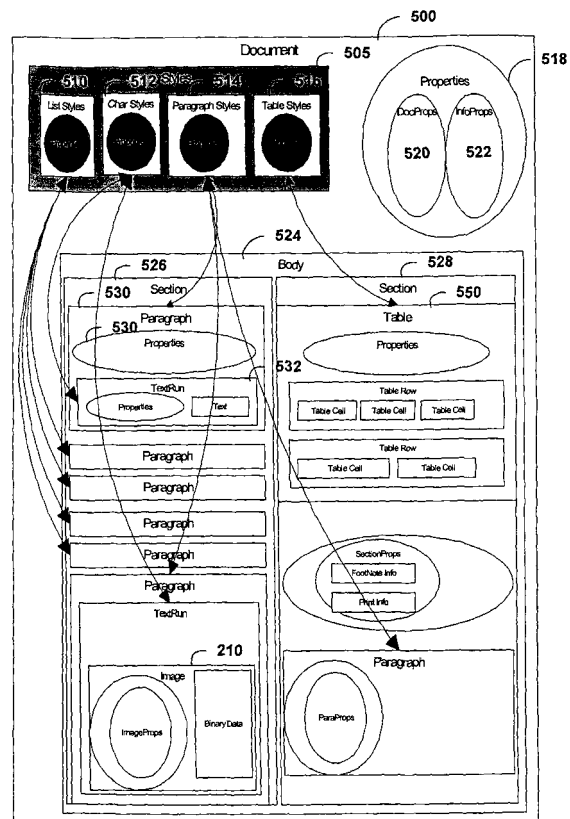 500
Document
505
518
510
512
Styles
514
516
List Styles
Char Styles
Paragraph Styles
Table Styles
Properties
DocProps
InfoProps
520
522
524
Body
526
528
Section
Section
530
550
Paragraph
Table
530
Properties
Properties
532
TextRun
Properties
Text
Table Row
Table Cell
Table Cell
Table Cell
Table Row
Table Cell
Table Cell
Paragraph
Paragraph
Paragraph
Paragraph
SectionProps
FootNote Info
Print Info
Paragraph
TextRun
210
Image
ImageProps
BinaryData
Paragraph
ParaProps